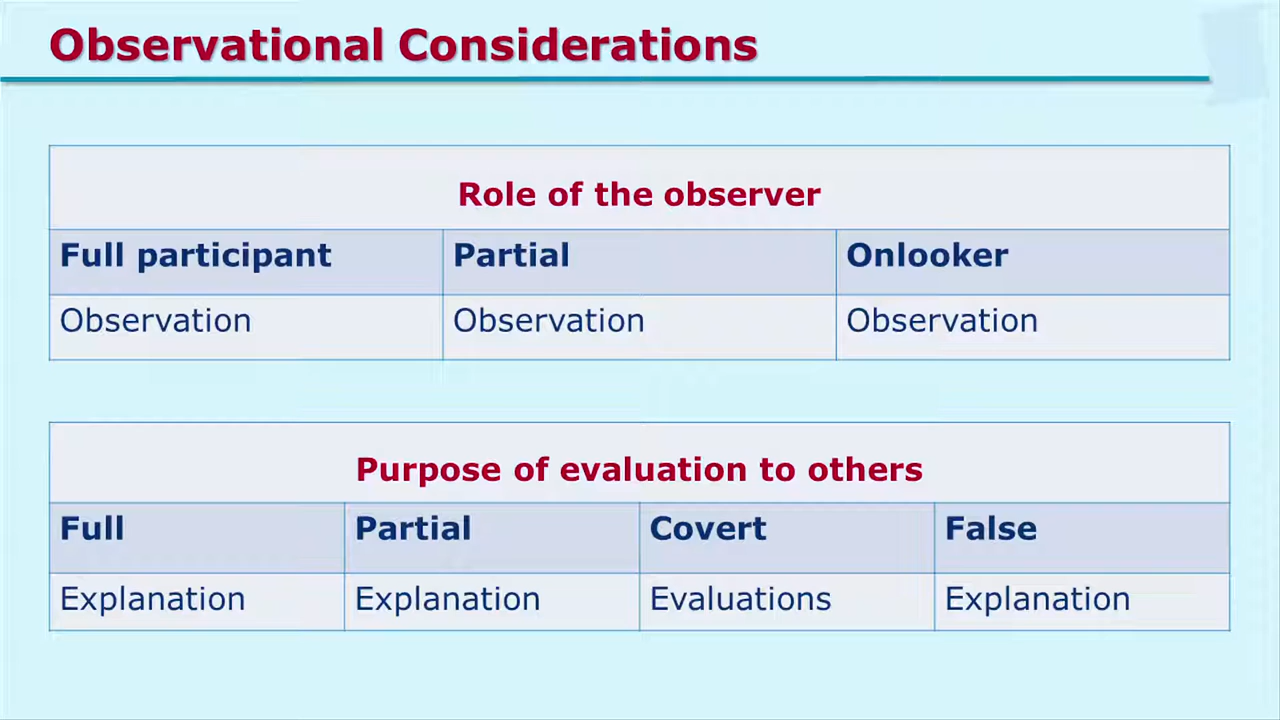 Observational Considerations
Role of the observer
Full participant Partial Onlooker
Observation Observation Observation
Purpose of evaluation to others
Full Partial Covert False
Explanation Explanation Evaluations Explanation